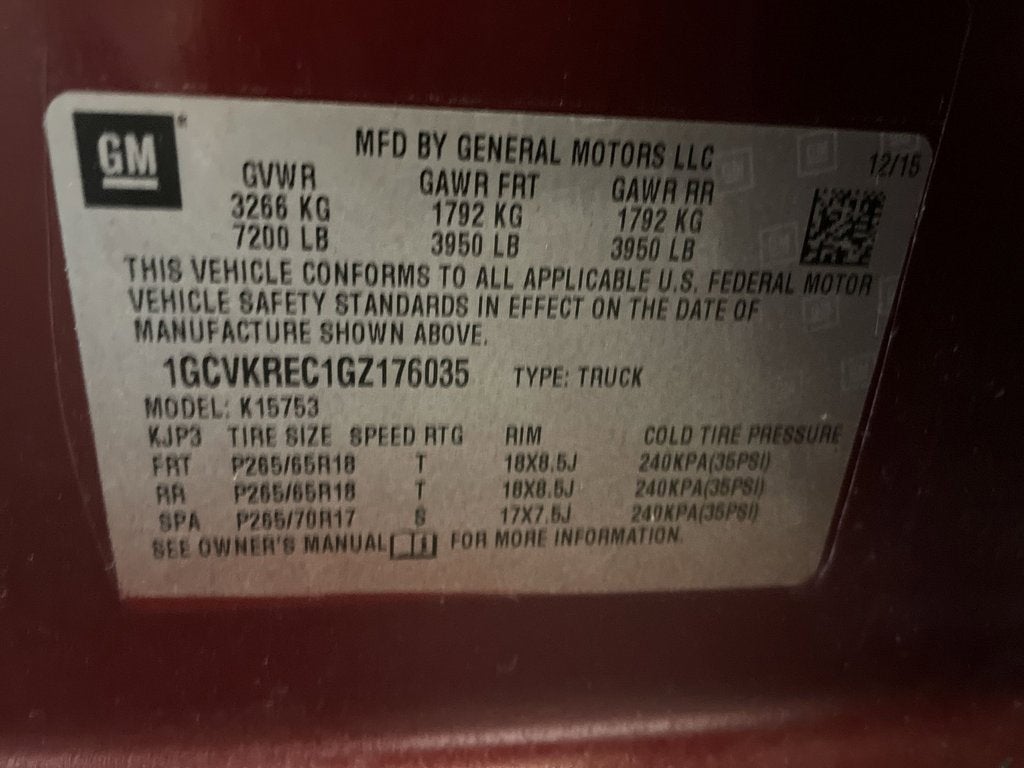 GM
MFD BY GENERAL MOTORS LLC
12/15
GVWR GAWR FRT GAWR RR
3266 KG 1792 KG 1792 KG
7200 LB 3950 LB 3950 LB
THIS VEHICLE CONFORMS TO ALL APPLICABLE U.S. FEDERAL MOTOR
VEHICLE SAFETY STANDARDS IN EFFECT ON THE DATE OF
MANUFACTURE SHOWN ABOVE.
1GCVKREC1GZ176035 TYPE: TRUCK
MODEL: K15753
KJP3 TIRE SIZE SPEED RTG RIM COLD TIRE PRESSURE
FRT P265/65R18 T 18X8.5J 240KPA(35PSI)
RR P265/65R18 T 18X8.5J 240KPA(35PSI)
SPA P265/70R17 S 17X7.5J 240KPA(35PSI)
SEE OWNER'S MANUAL FOR MORE INFORMATION.